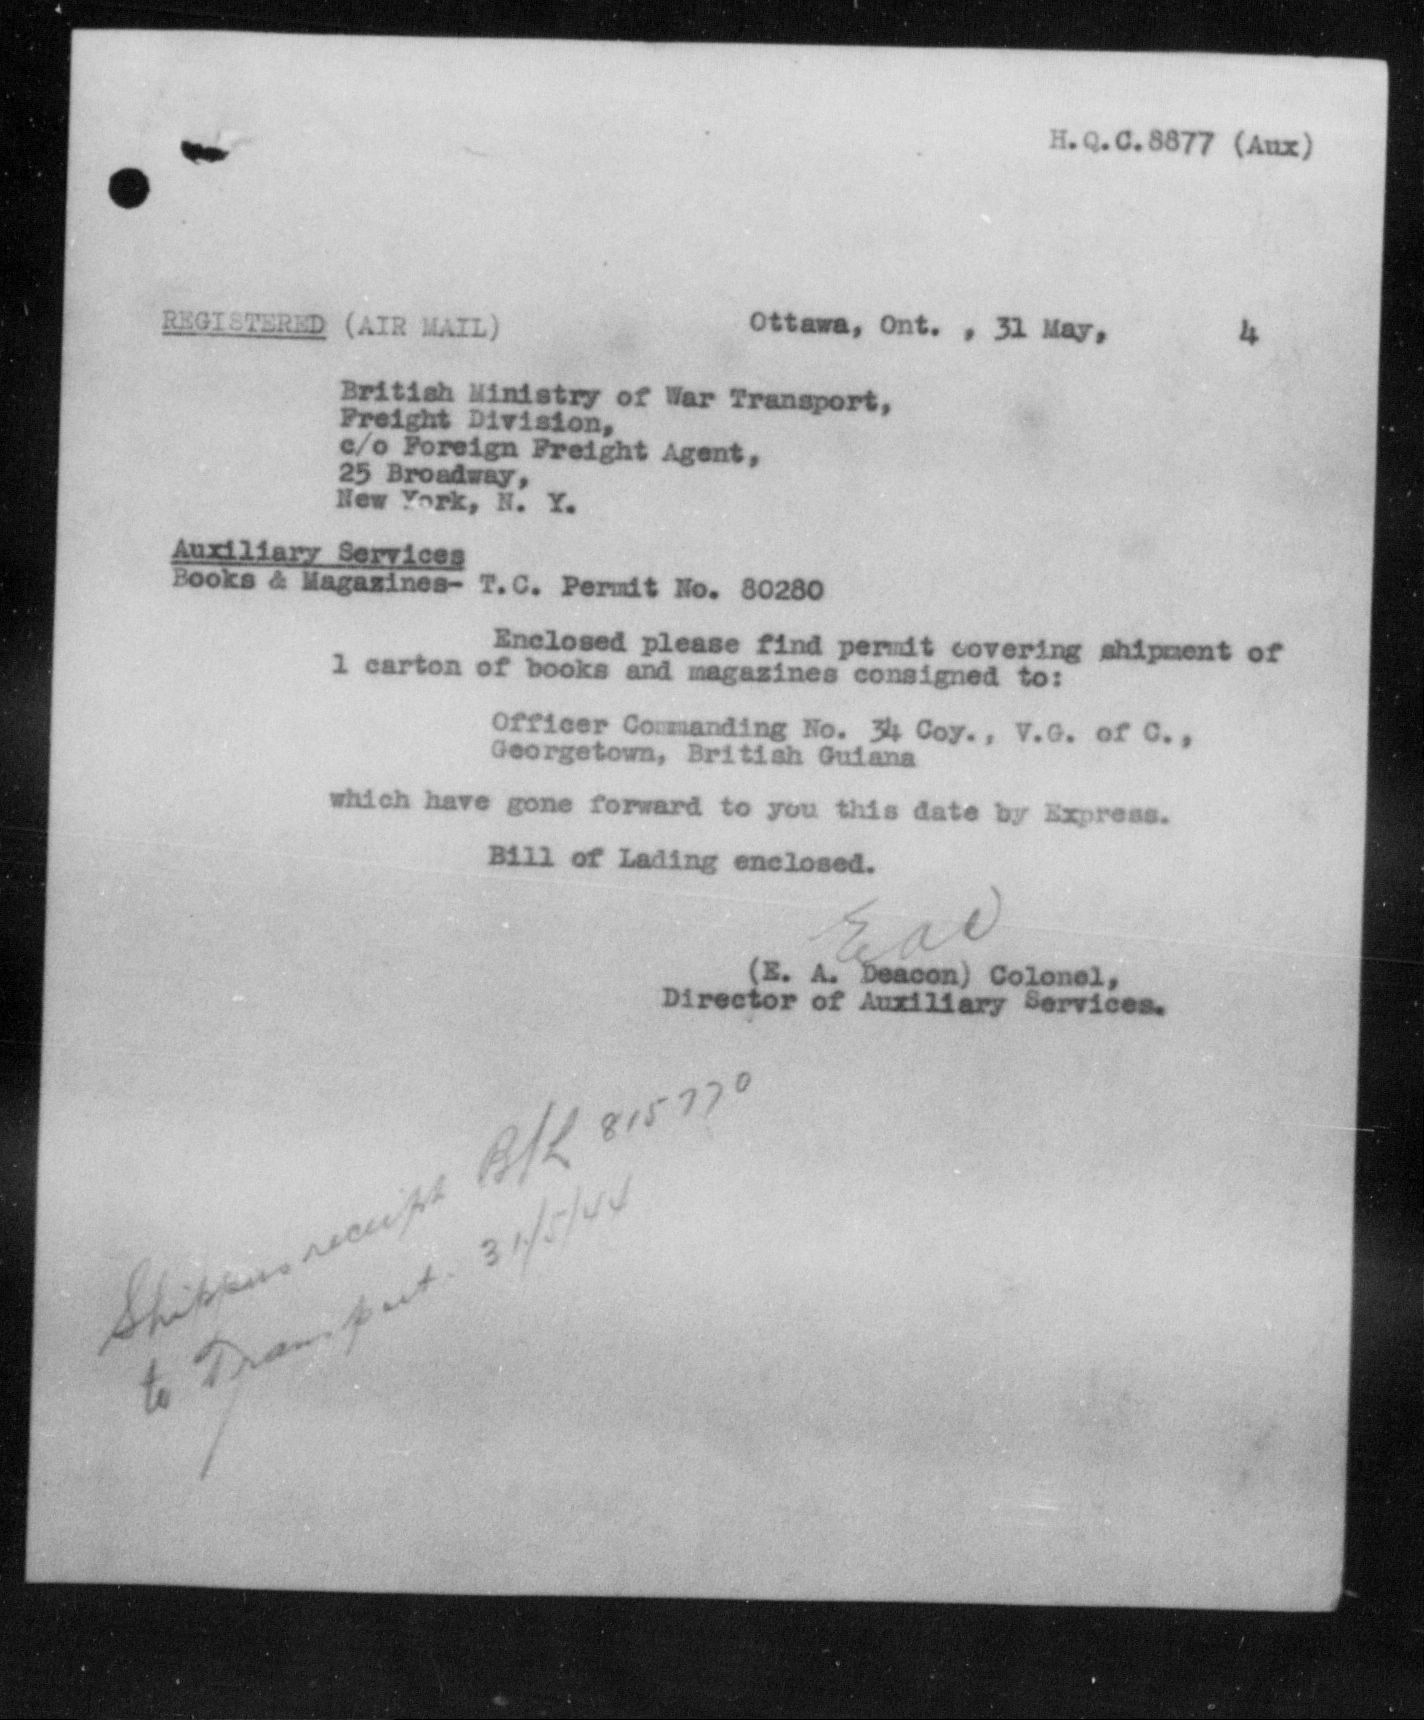 H.Q.C.8877 (Aux)
REGISTERED (AIR MAIL) Ottawa, Ont. , 31 May, 4
British Ministry of War Transport,
Freight Division,
c/o Foreign Freight Agent,
25 Broadway,
New York, N. Y.
Auxiliary Services
Books & Magazines- T.C. Permit No. 80280
Enclosed please find permit covering shipment of
1 carton of books and magazines consigned to:
Officer Commanding No. 34 Coy., V.G. of C.,
Georgetown, British Guiana
which have gone forward to you this date by Express.
Bill of Lading enclosed.
EAD
(E. A. Deacon) Colonel,
Director of Auxiliary Services.
Shippers receipt B/L 815770
to Transport. 31/5/44